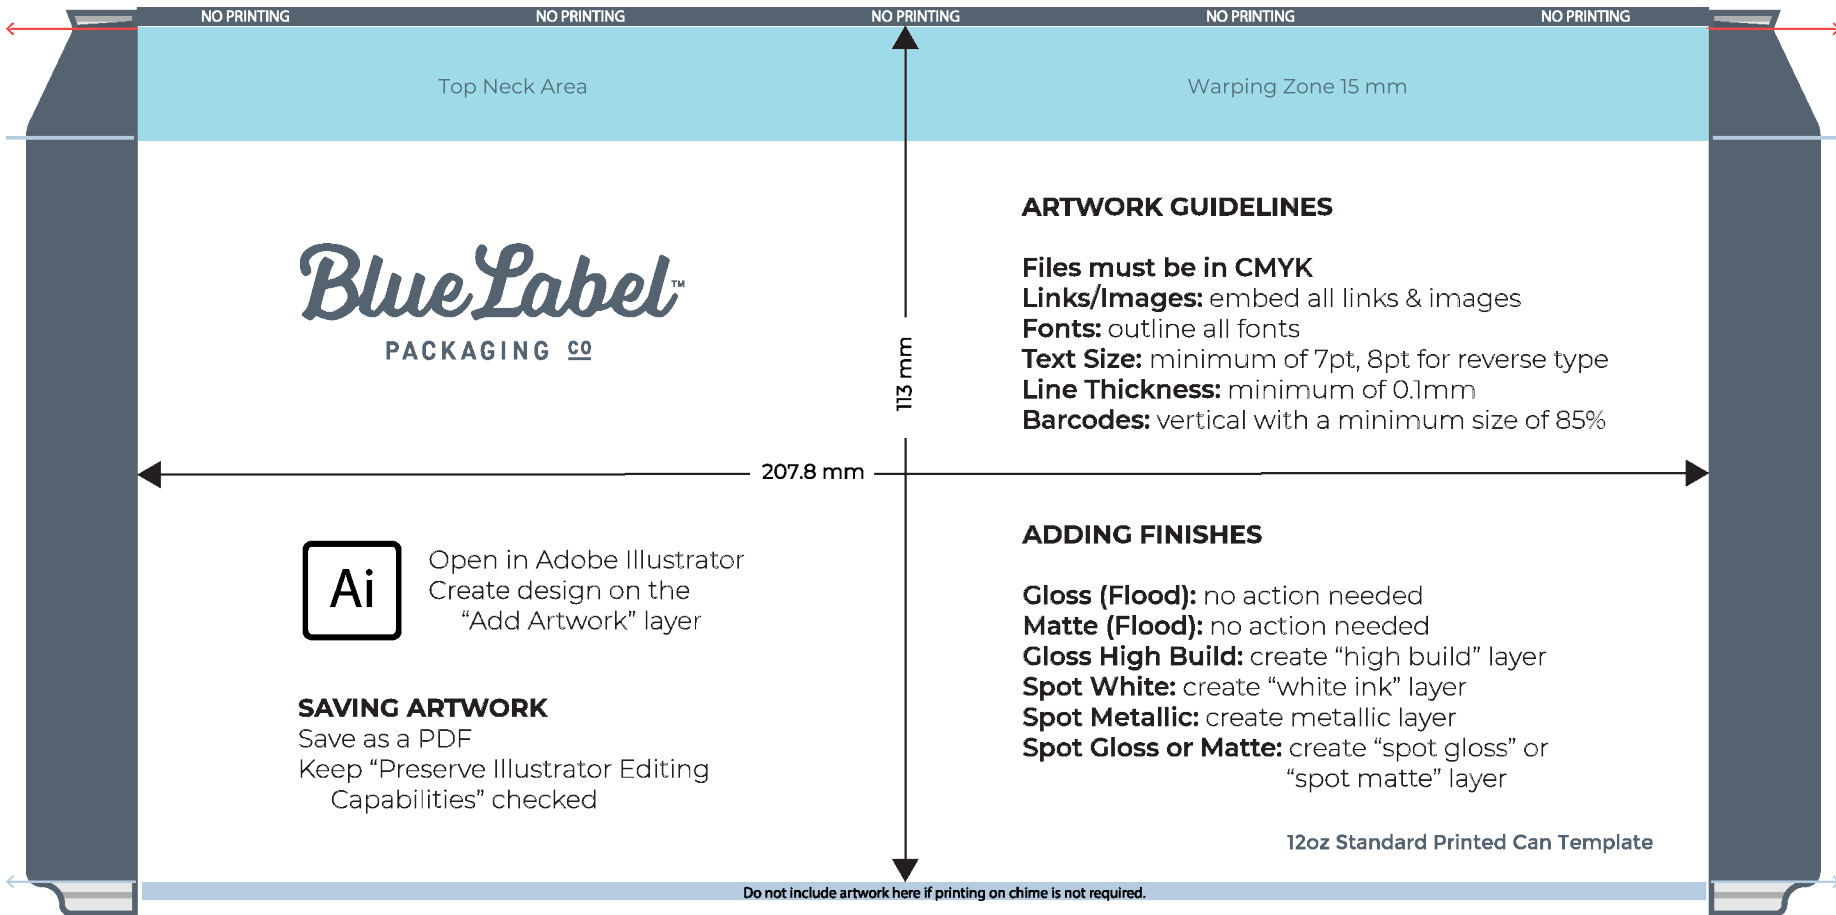 NO PRINTING NO PRINTING NO PRINTING NO PRINTING NO PRINTING
Top Neck Area
Warping Zone 15 mm
BlueLabel™
PACKAGING CO
113 mm
ARTWORK GUIDELINES
Files must be in CMYK
Links/Images: embed all links & images
Fonts: outline all fonts
Text Size: minimum of 7pt, 8pt for reverse type
Line Thickness: minimum of 0.1mm
Barcodes: vertical with a minimum size of 85%
207.8 mm
Ai
Open in Adobe Illustrator
Create design on the
“Add Artwork” layer
SAVING ARTWORK
Save as a PDF
Keep “Preserve Illustrator Editing
Capabilities” checked
ADDING FINISHES
Gloss (Flood): no action needed
Matte (Flood): no action needed
Gloss High Build: create “high build” layer
Spot White: create “white ink” layer
Spot Metallic: create metallic layer
Spot Gloss or Matte: create “spot gloss” or
“spot matte” layer
12oz Standard Printed Can Template
Do not include artwork here if printing on chime is not required.